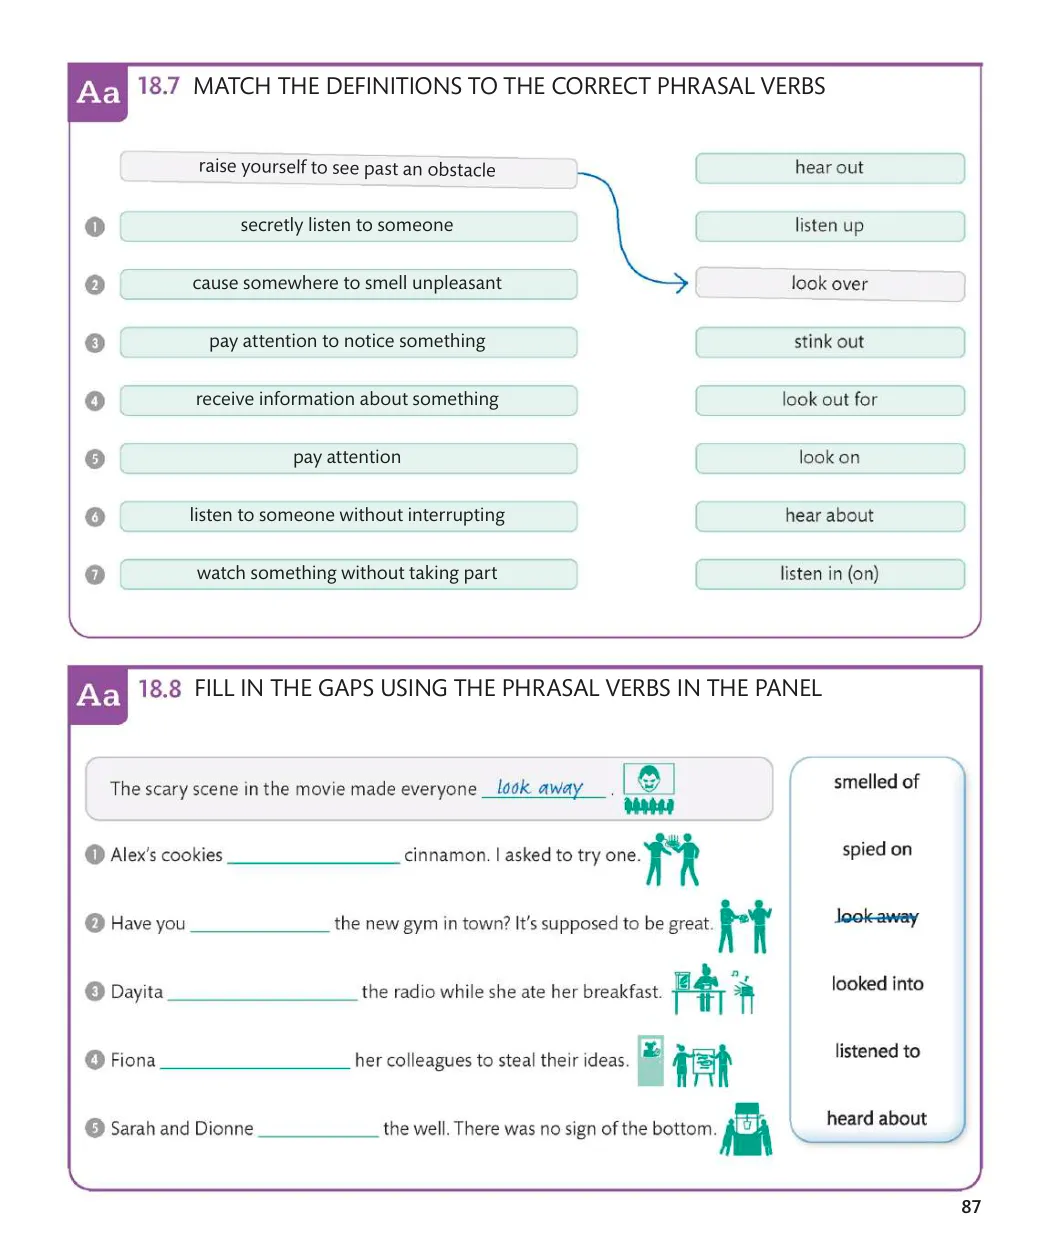 Aa 18.7 MATCH THE DEFINITIONS TO THE CORRECT PHRASAL VERBS
raise yourself to see past an obstacle
hear out
1 secretly listen to someone
listen up
2 cause somewhere to smell unpleasant
look over
3 pay attention to notice something
stink out
4 receive information about something
look out for
5 pay attention
look on
6 listen to someone without interrupting
hear about
7 watch something without taking part
listen in (on)
Aa 18.8 FILL IN THE GAPS USING THE PHRASAL VERBS IN THE PANEL
The scary scene in the movie made everyone look away .
1 Alex's cookies ____________ cinnamon. I asked to try one.
2 Have you ____________ the new gym in town? It's supposed to be great.
3 Dayita ____________ the radio while she ate her breakfast.
4 Fiona ____________ her colleagues to steal their ideas.
5 Sarah and Dionne ____________ the well. There was no sign of the bottom.
smelled of
spied on
look away
looked into
listened to
heard about
87